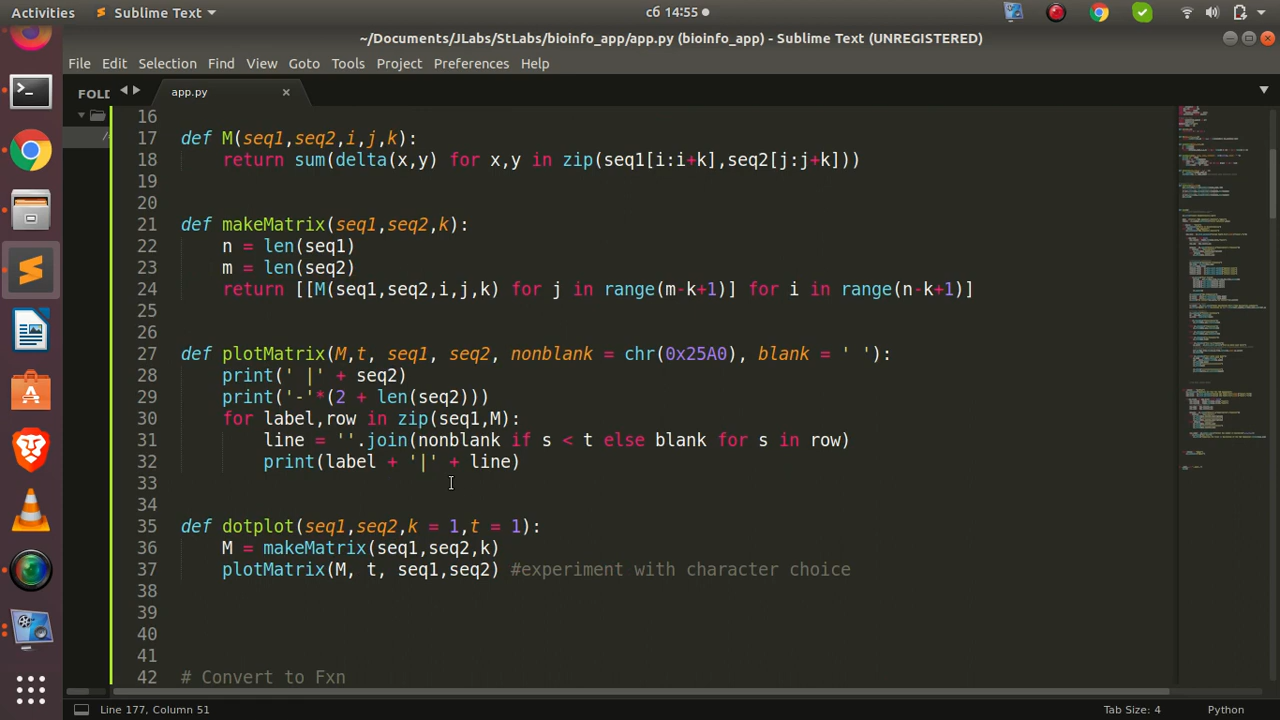 Activities
Sublime Text
сб 14:55
~/Documents/JLabs/StLabs/bioinfo_app/app.py (bioinfo_app) - Sublime Text (UNREGISTERED)
File Edit Selection Find View Goto Tools Project Preferences Help
FOLD
app.py
16
17 def M(seq1,seq2,i,j,k):
18     return sum(delta(x,y) for x,y in zip(seq1[i:i+k],seq2[j:j+k]))
19
20
21 def makeMatrix(seq1,seq2,k):
22     n = len(seq1)
23     m = len(seq2)
24     return [[M(seq1,seq2,i,j,k) for j in range(m-k+1)] for i in range(n-k+1)]
25
26
27 def plotMatrix(M,t, seq1, seq2, nonblank = chr(0x25A0), blank = ' '):
28     print(' |' + seq2)
29     print('-'*(2 + len(seq2)))
30     for label,row in zip(seq1,M):
31         line = ''.join(nonblank if s < t else blank for s in row)
32         print(label + '|' + line)
33
34
35 def dotplot(seq1,seq2,k = 1,t = 1):
36     M = makeMatrix(seq1,seq2,k)
37     plotMatrix(M, t, seq1,seq2) #experiment with character choice
38
39
40
41
42 # Convert to Fxn
Line 177, Column 51
Tab Size: 4
Python